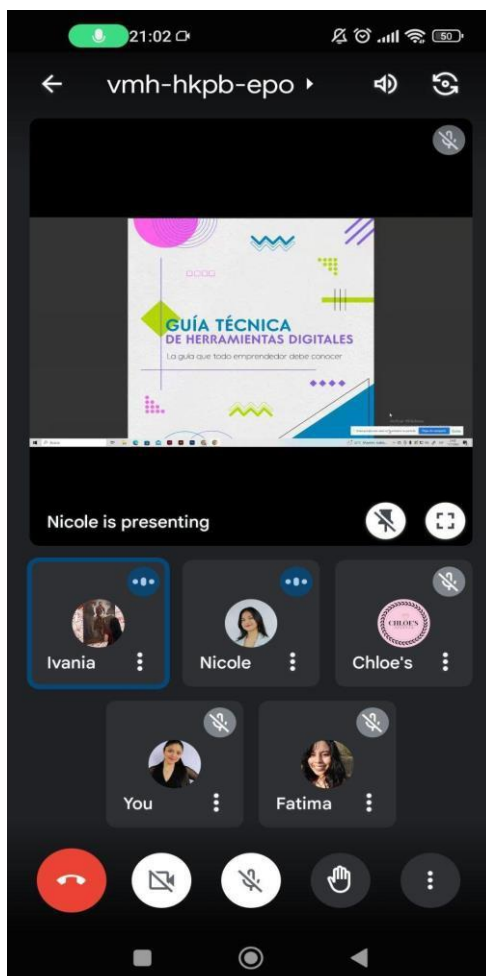 21:02
50
vmh-hkpb-epo
GUÍA TÉCNICA
DE HERRAMIENTAS DIGITALES
La guía que todo emprendedor debe conocer
Nicole is presenting
Ivania
Nicole
Chloe's
CHLOE'S
You
Fatima